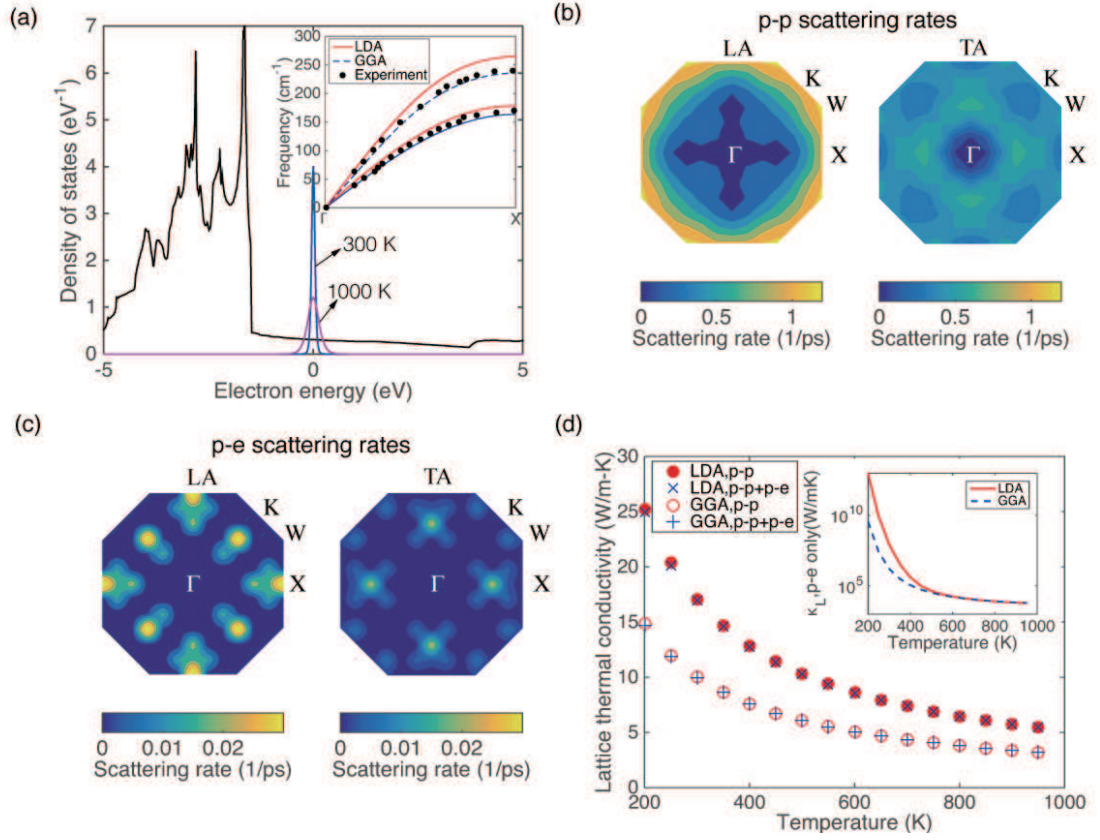 (a)
7
6
5
4
3
2
1
0
Density of states (eV⁻¹)
-5
0
5
Electron energy (eV)
300 K
1000 K
300
250
200
150
100
50
0
Frequency (cm⁻¹)
Γ
X
LDA
GGA
Experiment
(b)
p-p scattering rates
LA
K
W
X
Γ
TA
K
W
X
Γ
0
0.5
1
Scattering rate (1/ps)
0
0.5
1
Scattering rate (1/ps)
(c)
p-e scattering rates
LA
K
W
X
Γ
TA
K
W
X
Γ
0
0.01
0.02
Scattering rate (1/ps)
0
0.01
0.02
Scattering rate (1/ps)
(d)
30
25
20
15
10
5
0
Lattice thermal conductivity (W/m-K)
200
400
600
800
1000
Temperature (K)
LDA,p-p
LDA,p-p+p-e
GGA,p-p
GGA,p-p+p-e
κL,p-e only(W/mK)
10¹⁰
10⁵
200
400
600
800
1000
Temperature (K)
LDA
GGA